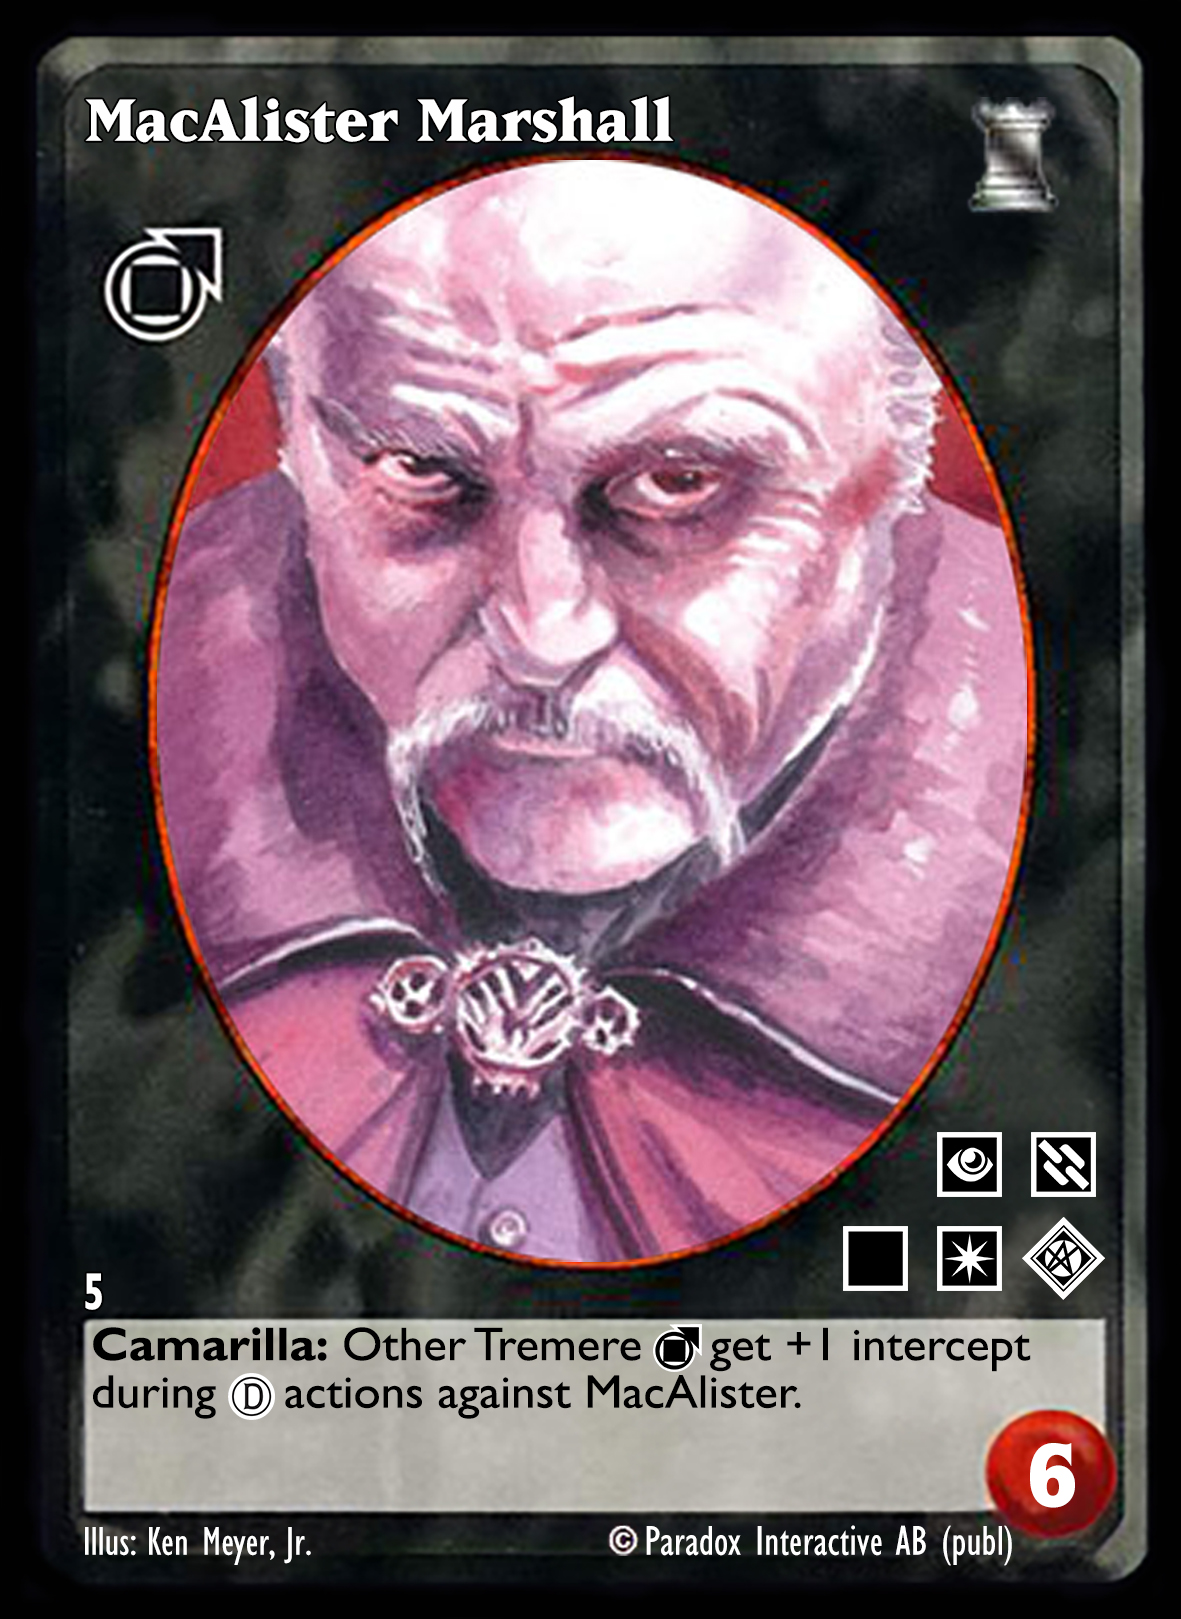 MacAlister Marshall
5
Camarilla: Other Tremere get +1 intercept
during D actions against MacAlister.
6
Illus: Ken Meyer, Jr.
© Paradox Interactive AB (publ)